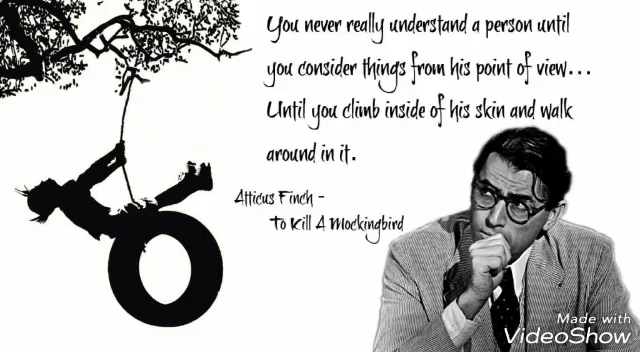 You never really understand a person until
you consider things from his point of view...
Until you climb inside of his skin and walk
around in it.
Atticus Finch -
To Kill A Mockingbird
Made with
VideoShow